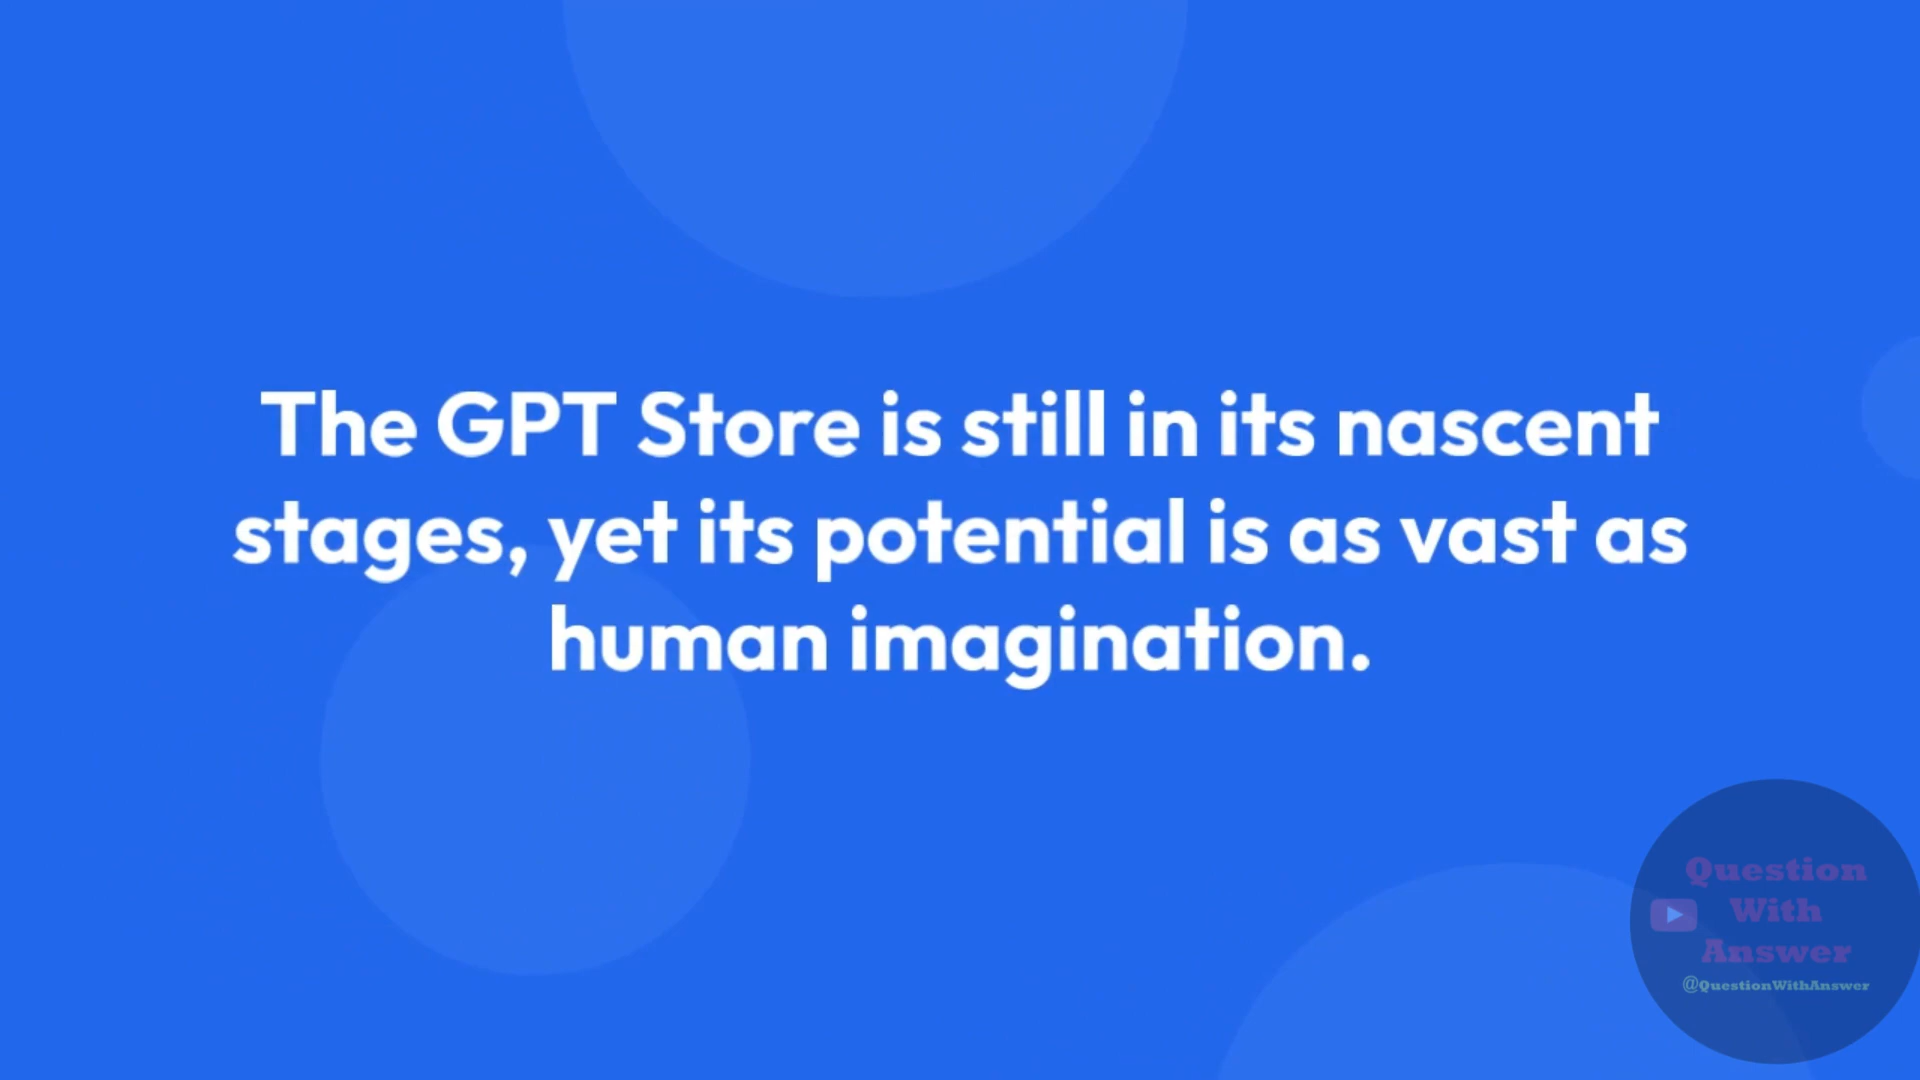 The GPT Store is still in its nascent
stages, yet its potential is as vast as
human imagination.
Question
With
Answer
@QuestionWithAnswer